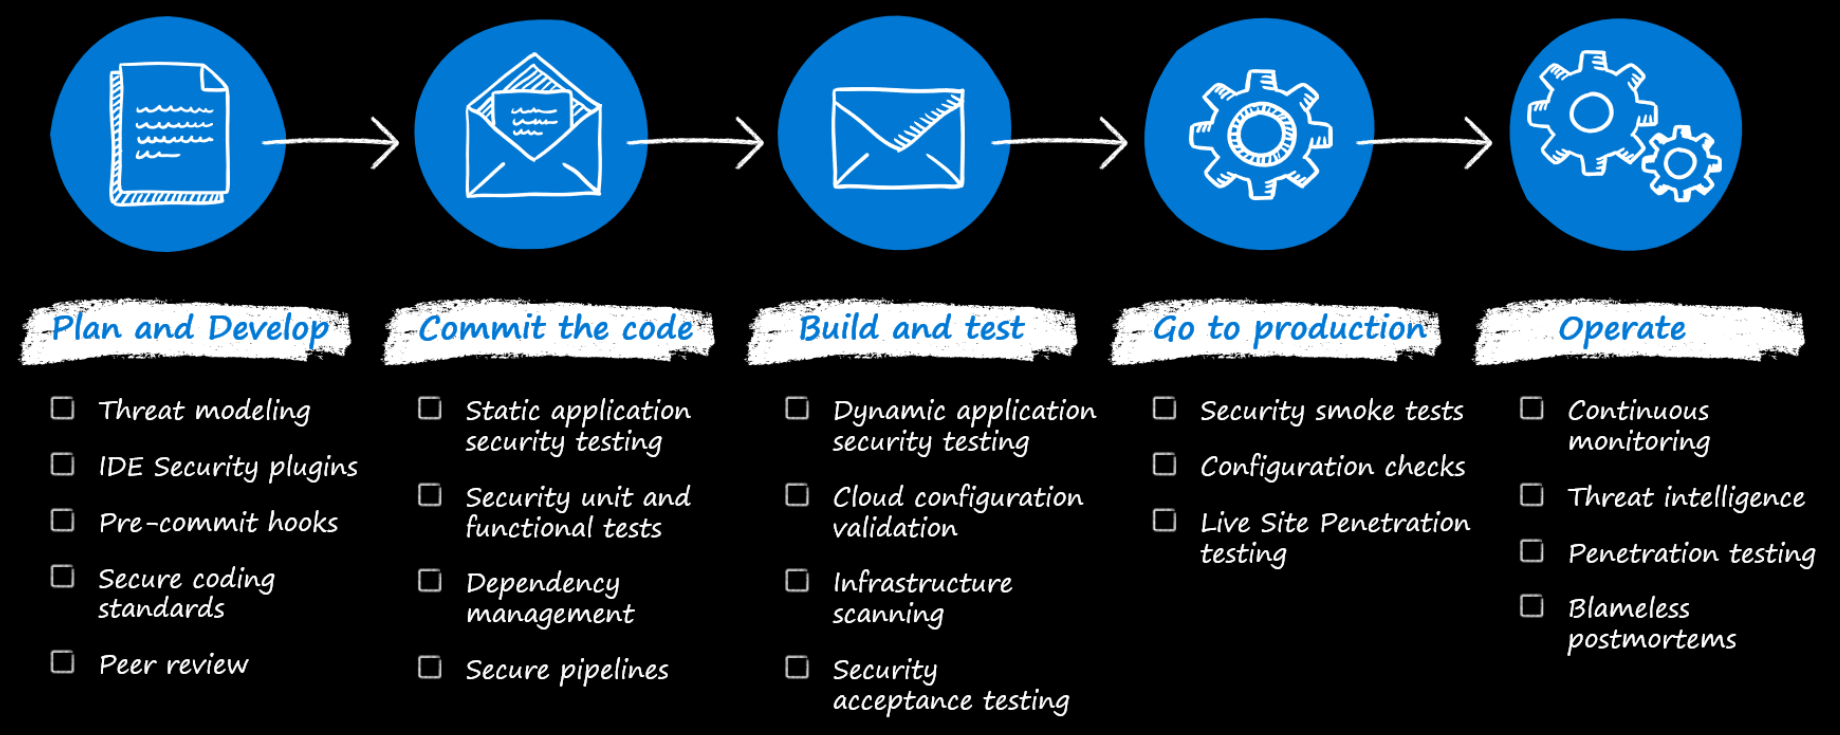 Plan and Develop
Threat modeling
IDE Security plugins
Pre-commit hooks
Secure coding
standards
Peer review
Commit the code
Static application
security testing
Security unit and
functional tests
Dependency
management
Secure pipelines
Build and test
Dynamic application
security testing
Cloud configuration
validation
Infrastructure
scanning
Security
acceptance testing
Go to production
Security smoke tests
Configuration checks
Live Site Penetration
testing
Operate
Continuous
monitoring
Threat intelligence
Penetration testing
Blameless
postmortems